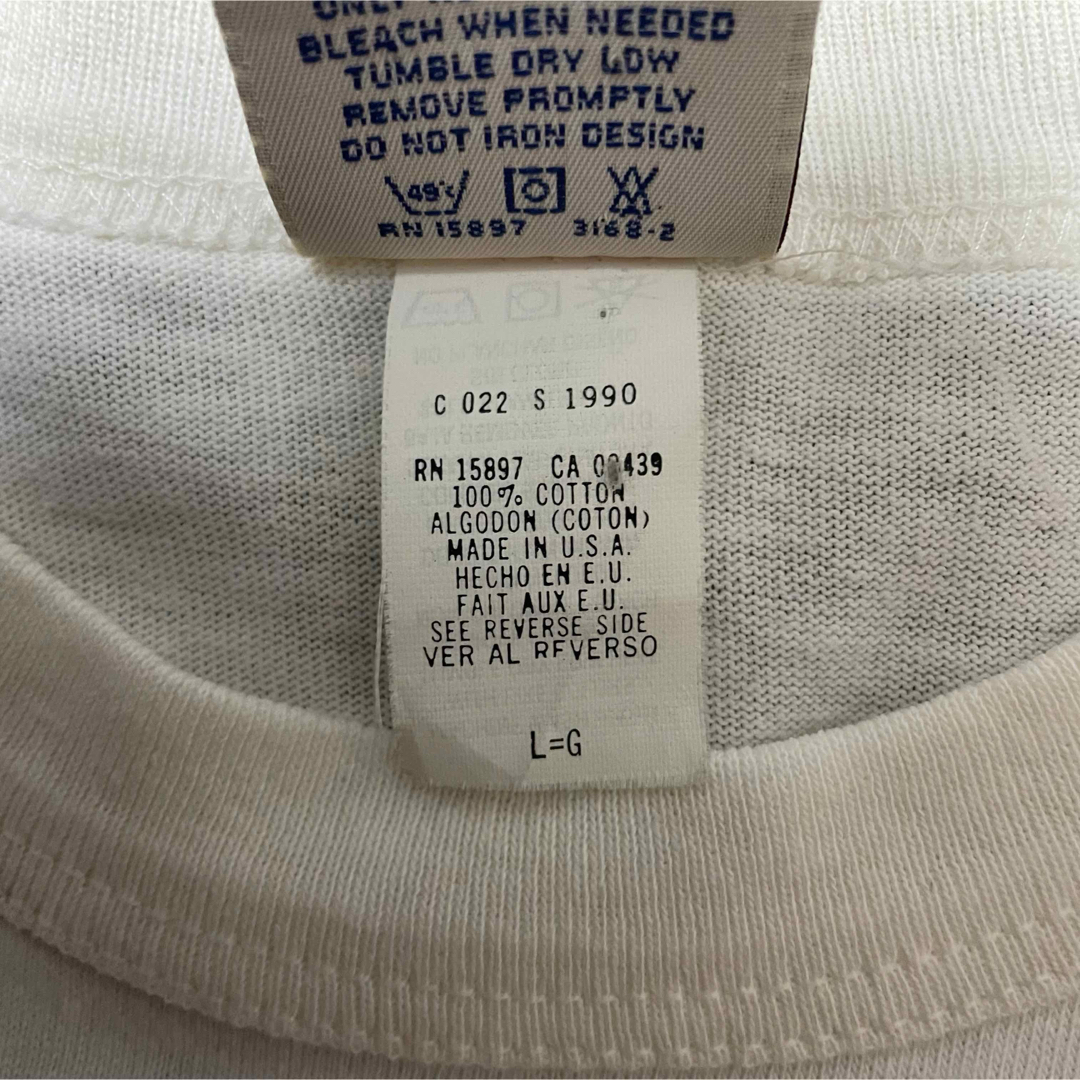 BLEACH WHEN NEEDED
TUMBLE DRY LOW
REMOVE PROMPTLY
DO NOT IRON DESIGN
49°c
RN 15897 3168-2
C 022 S 1990
RN 15897 CA
100% COTTON
ALGODON (COTON)
MADE IN U.S.A.
HECHO EN E.U.
FAIT AUX E.U.
SEE REVERSE SIDE
VER AL REVERSO
L=G